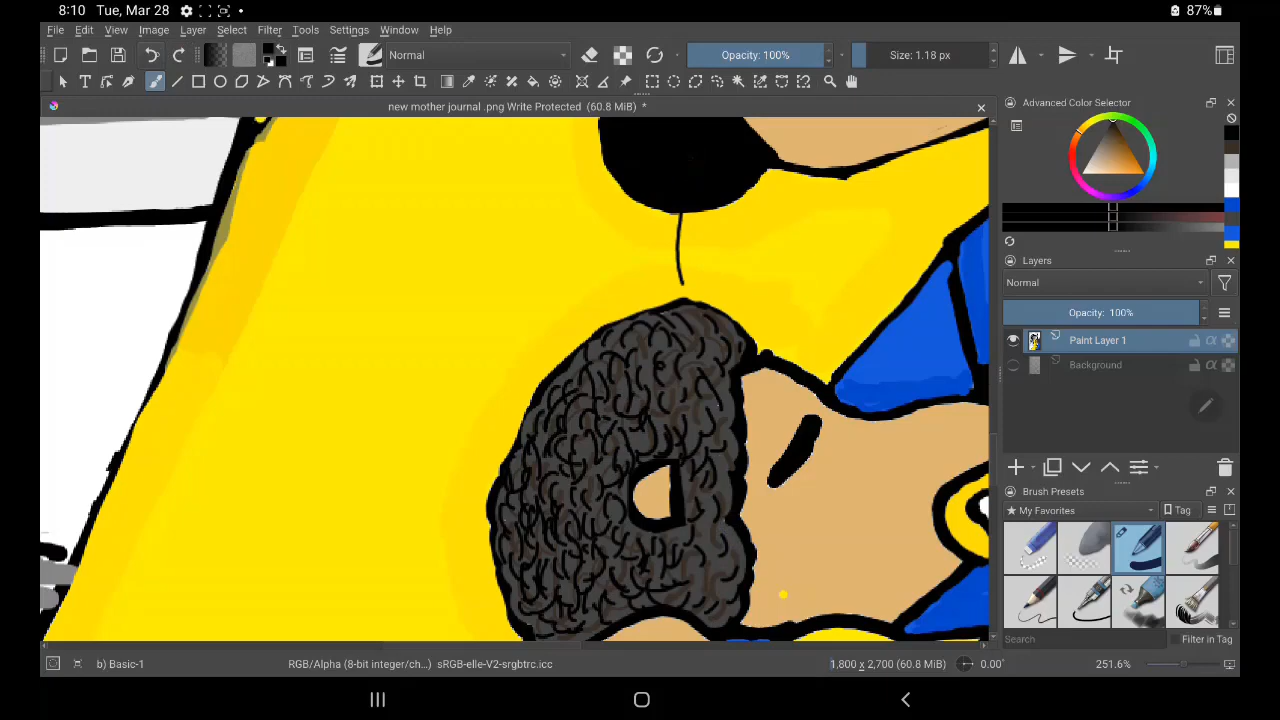 8:10 Tue, Mar 28 87%
File Edit View Image Layer Select Filter Tools Settings Window Help
Normal Opacity: 100% Size: 1.18 px
new mother journal .png Write Protected (60.8 MiB) *
Advanced Color Selector
Layers
Normal
Opacity: 100%
Paint Layer 1
Background
Brush Presets
My Favorites Tag
Search Filter in Tag
b) Basic-1 RGB/Alpha (8-bit integer/ch...) sRGB-elle-V2-srgbtrc.icc 1,800 x 2,700 (60.8 MiB) 0.00° 251.6%